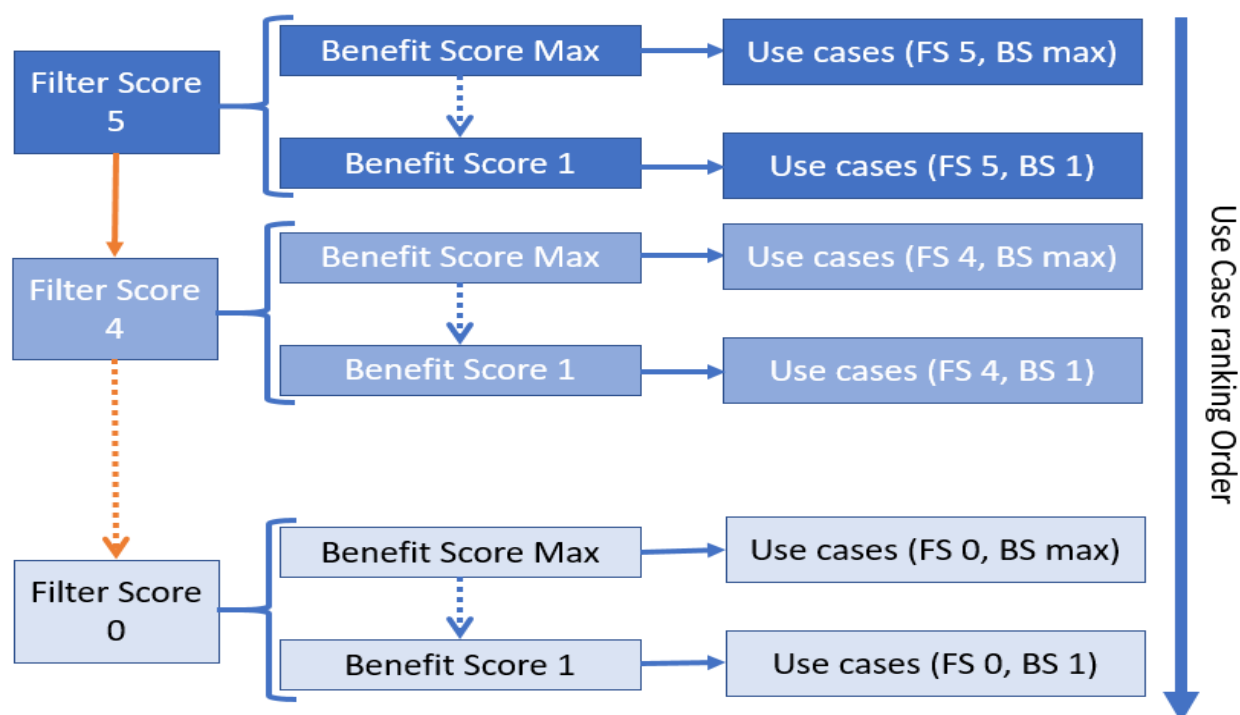 Filter Score
5
Benefit Score Max
Use cases (FS 5, BS max)
Benefit Score 1
Use cases (FS 5, BS 1)
Filter Score
4
Benefit Score Max
Use cases (FS 4, BS max)
Benefit Score 1
Use cases (FS 4, BS 1)
Filter Score
0
Benefit Score Max
Use cases (FS 0, BS max)
Benefit Score 1
Use cases (FS 0, BS 1)
Use Case ranking Order